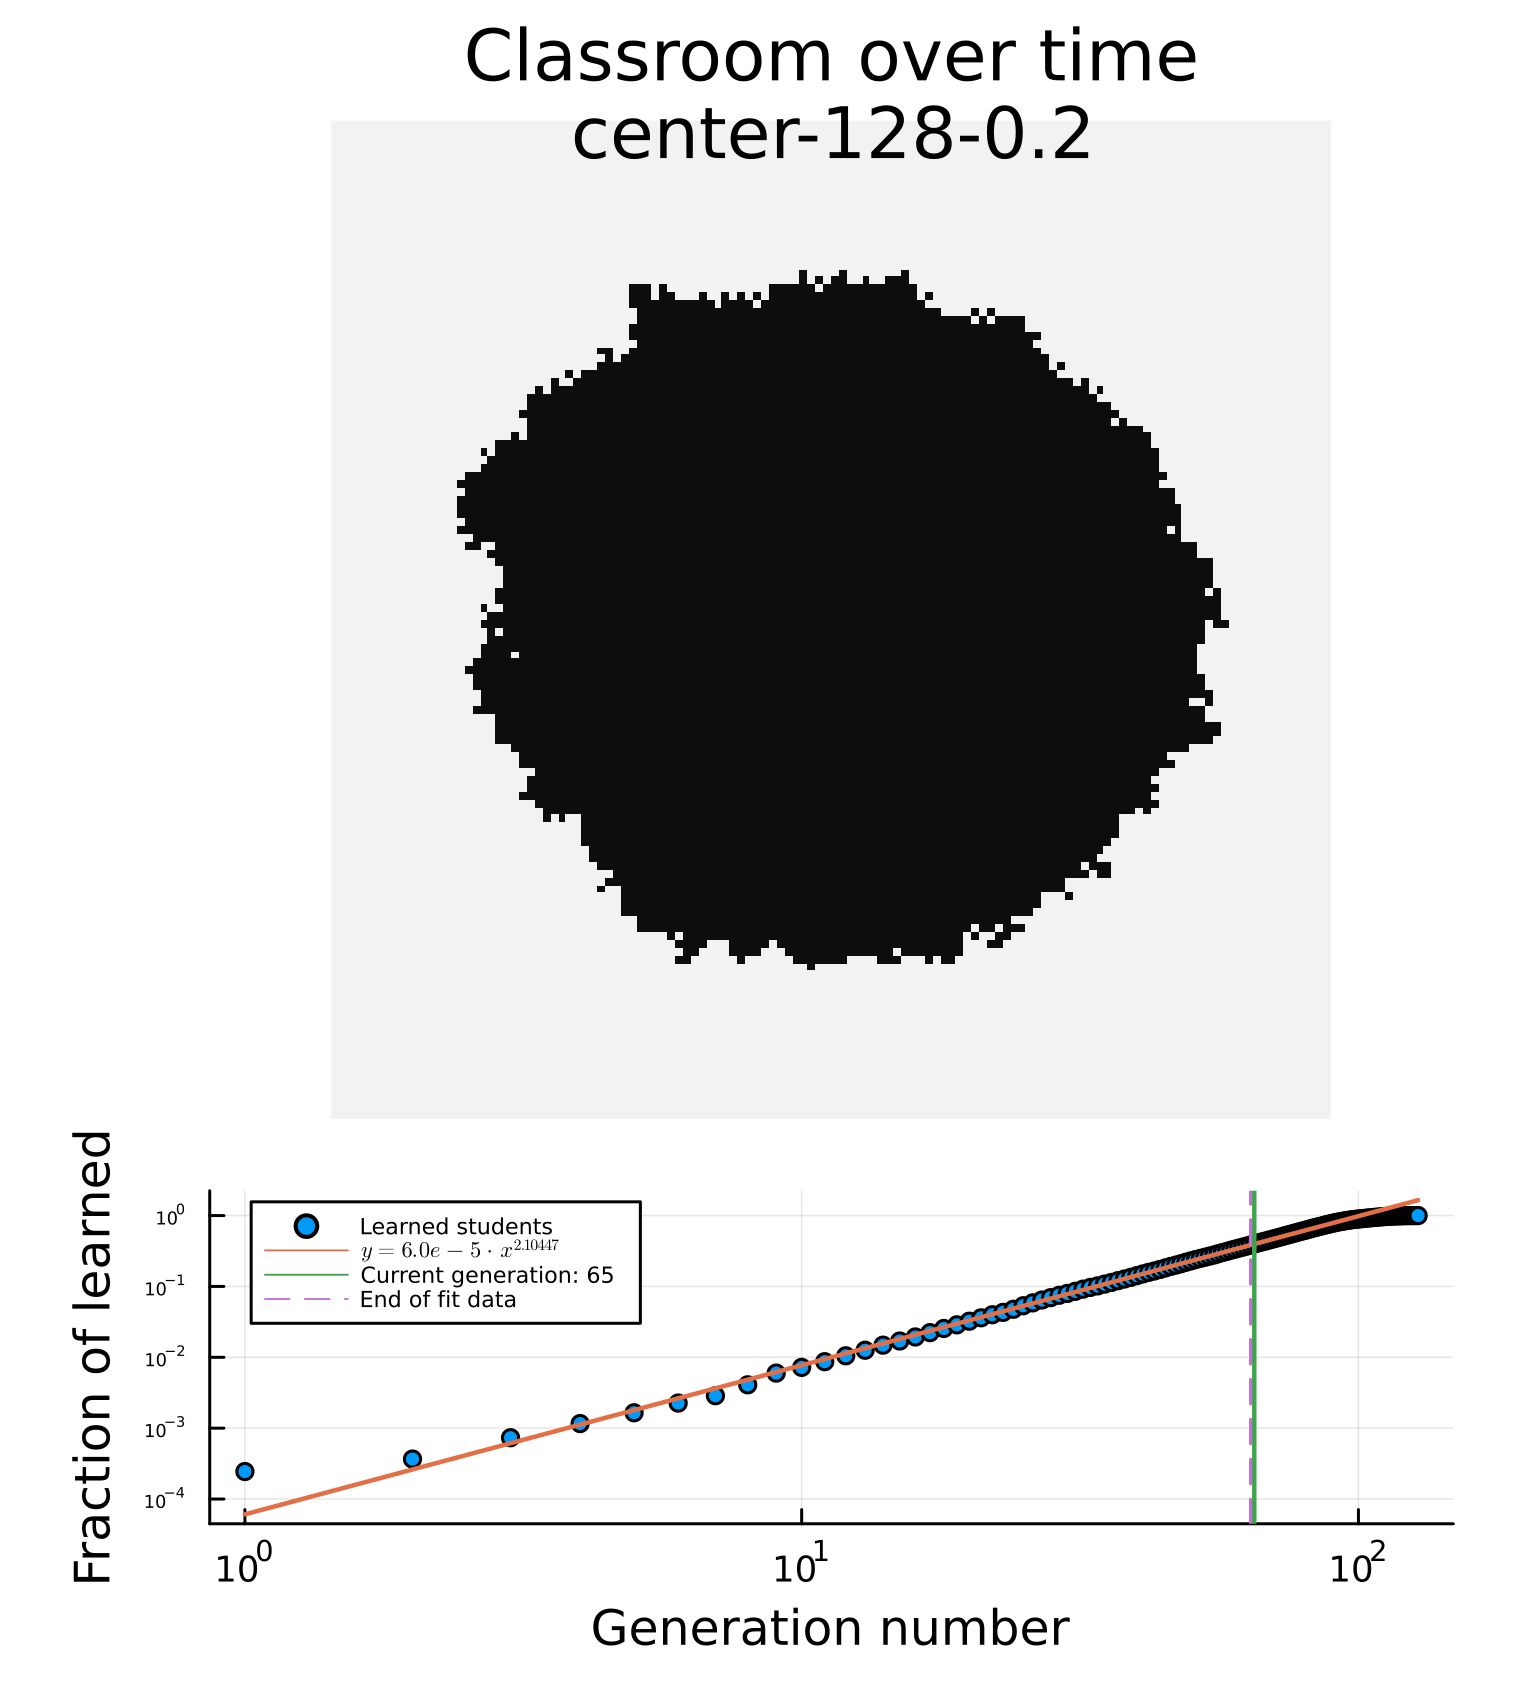 Classroom over time
center-128-0.2
Fraction of learned
10^0
10^-1
10^-2
10^-3
10^-4
Learned students
y = 6.0e − 5 · x^2.10447
Current generation: 65
End of fit data
10^0 10^1 10^2
Generation number